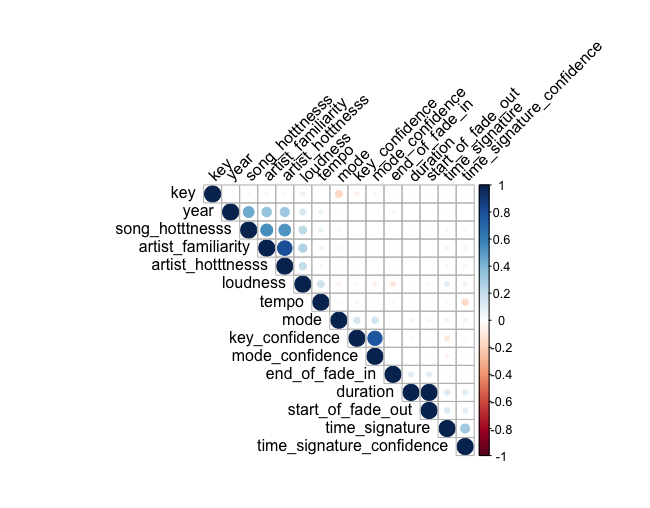 key
year
song_hotttnesss
artist_familiarity
artist_hotttnesss
loudness
tempo
mode
key_confidence
mode_confidence
end_of_fade_in
duration
start_of_fade_out
time_signature
time_signature_confidence
key
year
song_hotttnesss
artist_familiarity
artist_hotttnesss
loudness
tempo
mode
key_confidence
mode_confidence
end_of_fade_in
duration
start_of_fade_out
time_signature
time_signature_confidence
1
0.8
0.6
0.4
0.2
0
-0.2
-0.4
-0.6
-0.8
-1